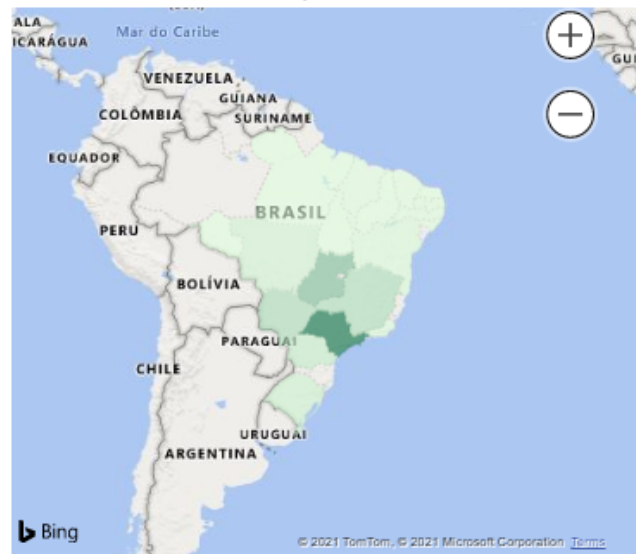 ALA
ICARÁGUA
Mar do Caribe
GUI
VENEZUELA
GUIANA
COLÔMBIA
SURINAME
EQUADOR
BRASIL
PERU
BOLÍVIA
PARAGUAI
CHILE
URUGUAI
ARGENTINA
Bing
© 2021 TomTom, © 2021 Microsoft Corporation Terms